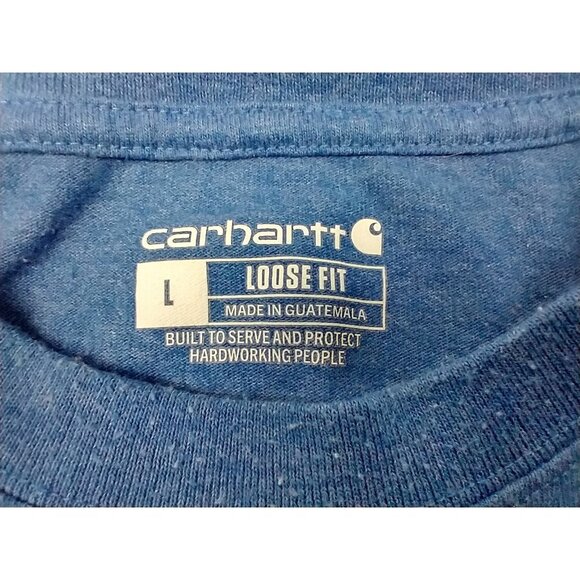 carhartt
L
LOOSE FIT
MADE IN GUATEMALA
BUILT TO SERVE AND PROTECT
HARDWORKING PEOPLE